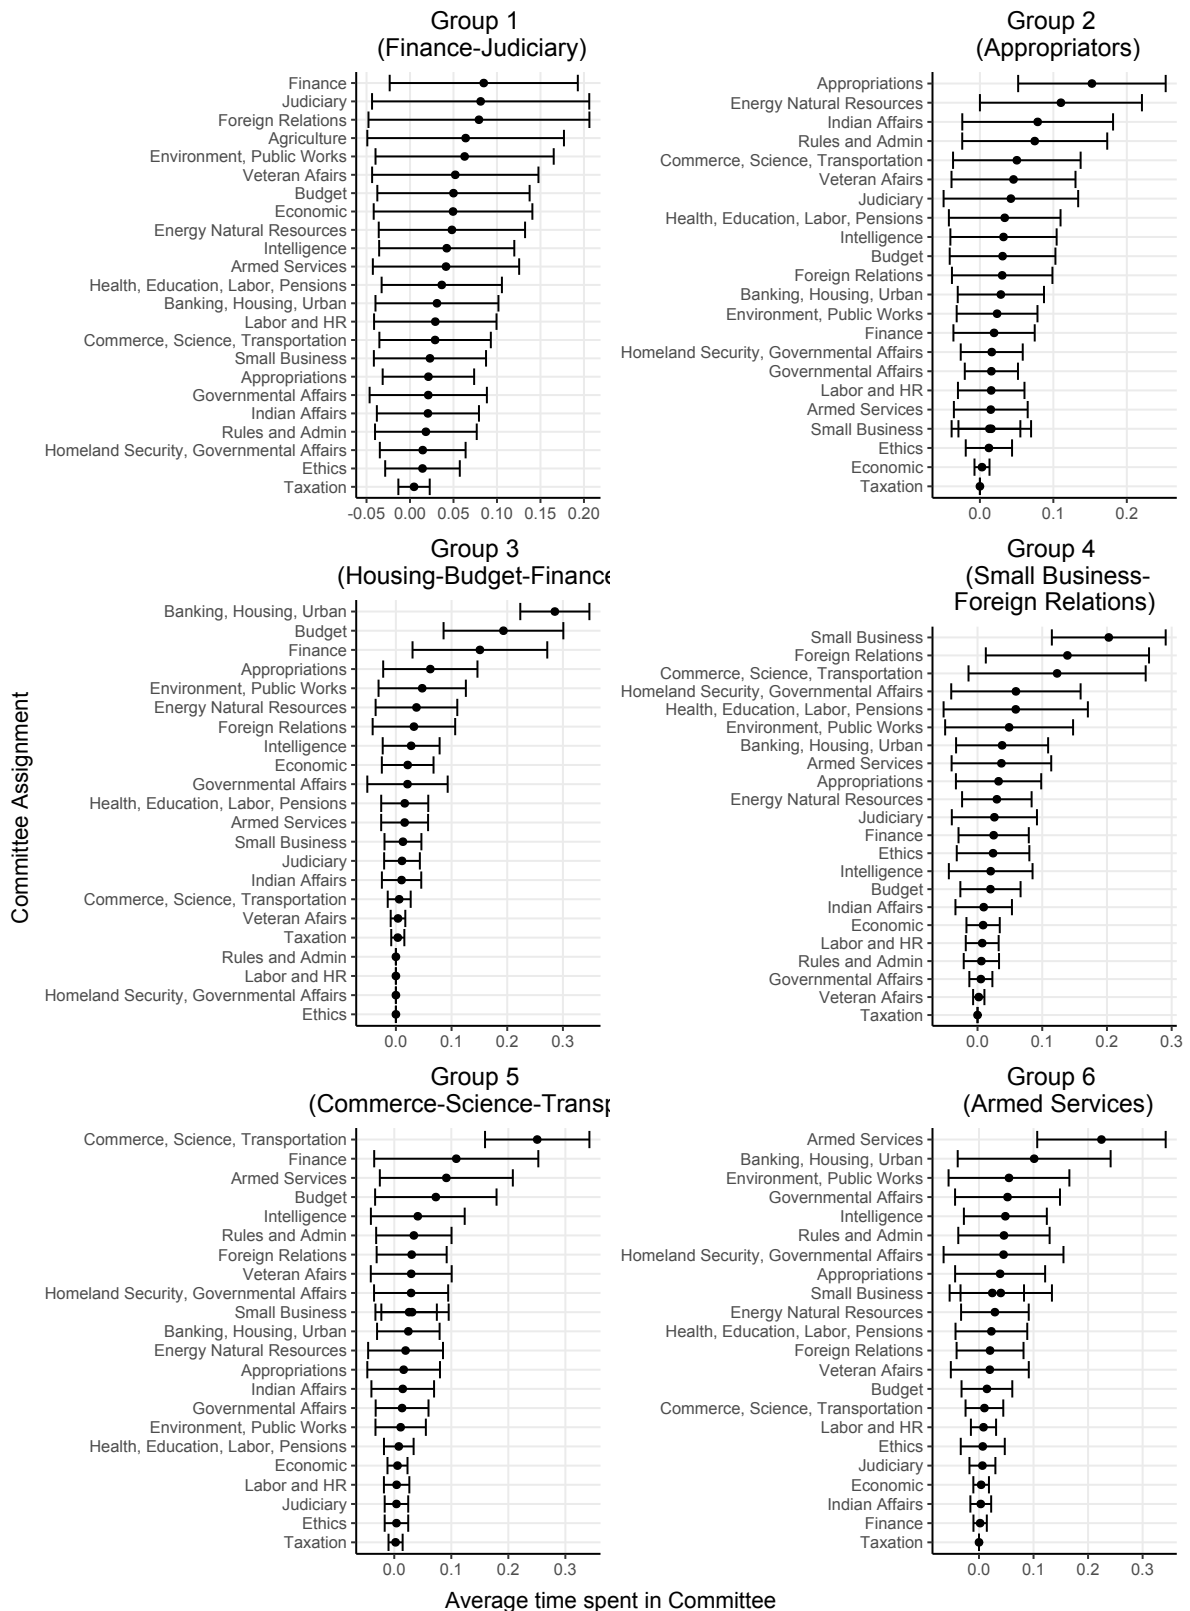 Group 1
(Finance-Judiciary)
Finance
Judiciary
Foreign Relations
Agriculture
Environment, Public Works
Veteran Afairs
Budget
Economic
Energy Natural Resources
Intelligence
Armed Services
Health, Education, Labor, Pensions
Banking, Housing, Urban
Labor and HR
Commerce, Science, Transportation
Small Business
Appropriations
Governmental Affairs
Indian Affairs
Rules and Admin
Homeland Security, Governmental Affairs
Ethics
Taxation
-0.05 0.00 0.05 0.10 0.15 0.20
Group 2
(Appropriators)
Appropriations
Energy Natural Resources
Indian Affairs
Rules and Admin
Commerce, Science, Transportation
Veteran Afairs
Judiciary
Health, Education, Labor, Pensions
Intelligence
Budget
Foreign Relations
Banking, Housing, Urban
Environment, Public Works
Finance
Homeland Security, Governmental Affairs
Governmental Affairs
Labor and HR
Armed Services
Small Business
Ethics
Economic
Taxation
0.0 0.1 0.2
Group 3
(Housing-Budget-Finance
Banking, Housing, Urban
Budget
Finance
Appropriations
Environment, Public Works
Energy Natural Resources
Foreign Relations
Intelligence
Economic
Governmental Affairs
Health, Education, Labor, Pensions
Armed Services
Small Business
Judiciary
Indian Affairs
Commerce, Science, Transportation
Veteran Afairs
Taxation
Rules and Admin
Labor and HR
Homeland Security, Governmental Affairs
Ethics
0.0 0.1 0.2 0.3
Group 4
(Small Business-
Foreign Relations)
Small Business
Foreign Relations
Commerce, Science, Transportation
Homeland Security, Governmental Affairs
Health, Education, Labor, Pensions
Environment, Public Works
Banking, Housing, Urban
Armed Services
Appropriations
Energy Natural Resources
Judiciary
Finance
Ethics
Intelligence
Budget
Indian Affairs
Economic
Labor and HR
Rules and Admin
Governmental Affairs
Veteran Afairs
Taxation
0.0 0.1 0.2 0.3
Committee Assignment
Group 5
(Commerce-Science-Transp
Commerce, Science, Transportation
Finance
Armed Services
Budget
Intelligence
Rules and Admin
Foreign Relations
Veteran Afairs
Homeland Security, Governmental Affairs
Small Business
Banking, Housing, Urban
Energy Natural Resources
Appropriations
Indian Affairs
Governmental Affairs
Environment, Public Works
Health, Education, Labor, Pensions
Economic
Labor and HR
Judiciary
Ethics
Taxation
0.0 0.1 0.2 0.3
Group 6
(Armed Services)
Armed Services
Banking, Housing, Urban
Environment, Public Works
Governmental Affairs
Intelligence
Rules and Admin
Homeland Security, Governmental Affairs
Appropriations
Small Business
Energy Natural Resources
Health, Education, Labor, Pensions
Foreign Relations
Veteran Afairs
Budget
Commerce, Science, Transportation
Labor and HR
Ethics
Judiciary
Economic
Indian Affairs
Finance
Taxation
0.0 0.1 0.2 0.3
Average time spent in Committee